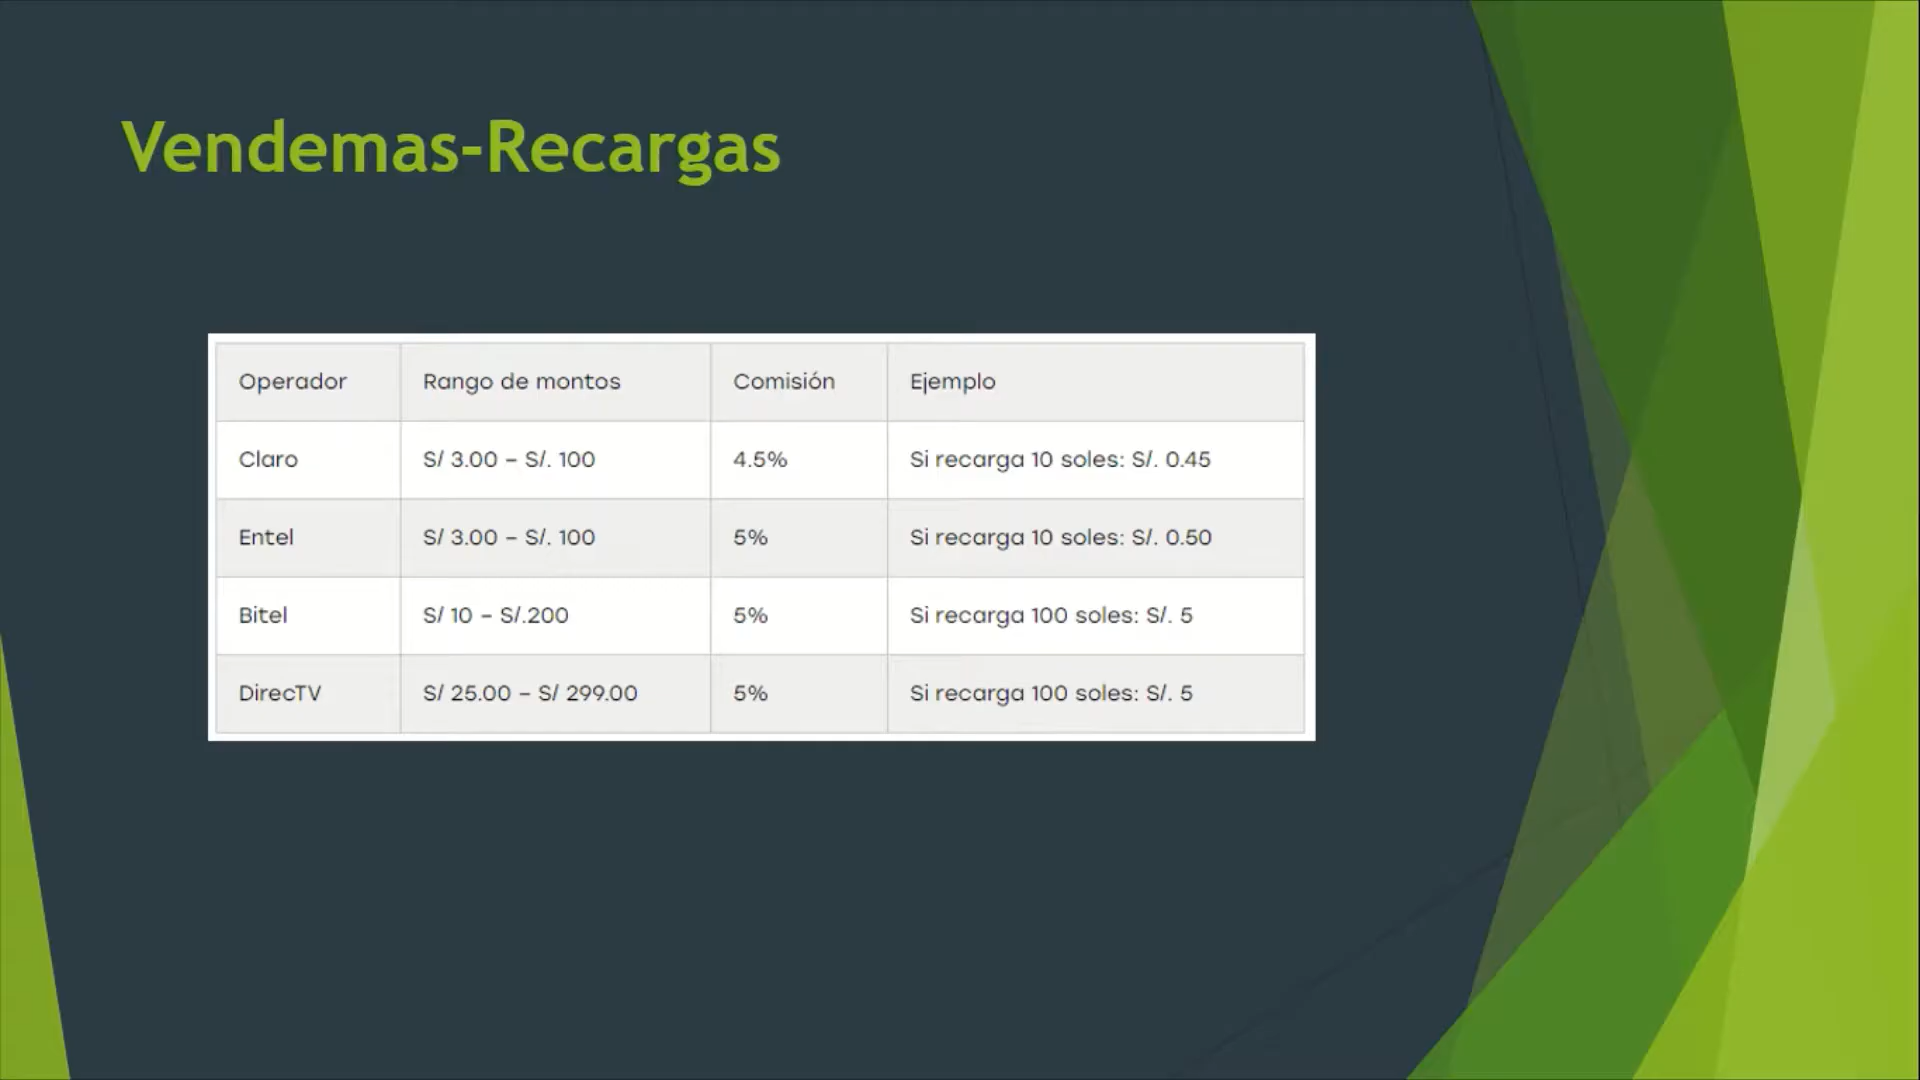 Vendemas-Recargas
Operador Rango de montos Comisión Ejemplo
Claro S/ 3.00 – S/. 100 4.5% Si recarga 10 soles: S/. 0.45
Entel S/ 3.00 – S/. 100 5% Si recarga 10 soles: S/. 0.50
Bitel S/ 10 – S/.200 5% Si recarga 100 soles: S/. 5
DirecTV S/ 25.00 – S/ 299.00 5% Si recarga 100 soles: S/. 5